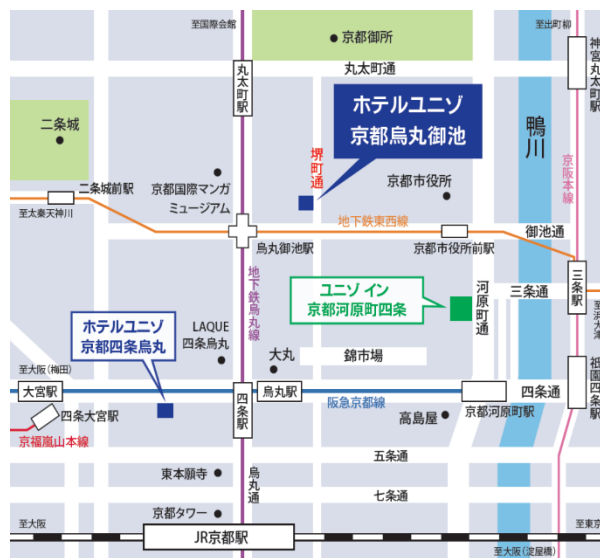 至国際会館
至出町柳
京都御所
神宮丸太町駅
丸太町通
丸太町駅
ホテルユニゾ
京都烏丸御池
鴨川
二条城
堺町通
京阪本線
京都国際マンガ
ミュージアム
京都市役所
二条城前駅
至太秦天神川
地下鉄東西線
御池通
烏丸御池駅
京都市役所前駅
地下鉄烏丸線
ユニゾ イン
京都河原町四条
河原町通
三条通
三条駅
至浜大津
ホテルユニゾ
京都四条烏丸
LAQUE
四条烏丸
大丸
錦市場
祇園四条駅
至大阪(梅田)
大宮駅
四条駅
烏丸駅
阪急京都線
四条通
京都河原町駅
四条大宮駅
高島屋
京福嵐山本線
五条通
東本願寺
烏丸通
七条通
京都タワー
至大阪
JR京都駅
至東京
至大阪(淀屋橋)